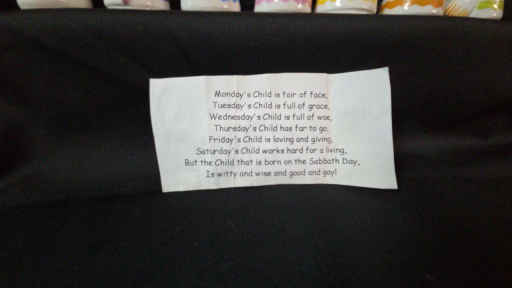 Monday's Child is fair of face,
Tuesday's Child is full of grace,
Wednesday's Child is full of woe,
Thursday's Child has far to go.
Friday's Child is loving and giving,
Saturday's Child works hard for a living,
But the Child that is born on the Sabbath Day,
Is witty and wise and good and gay!